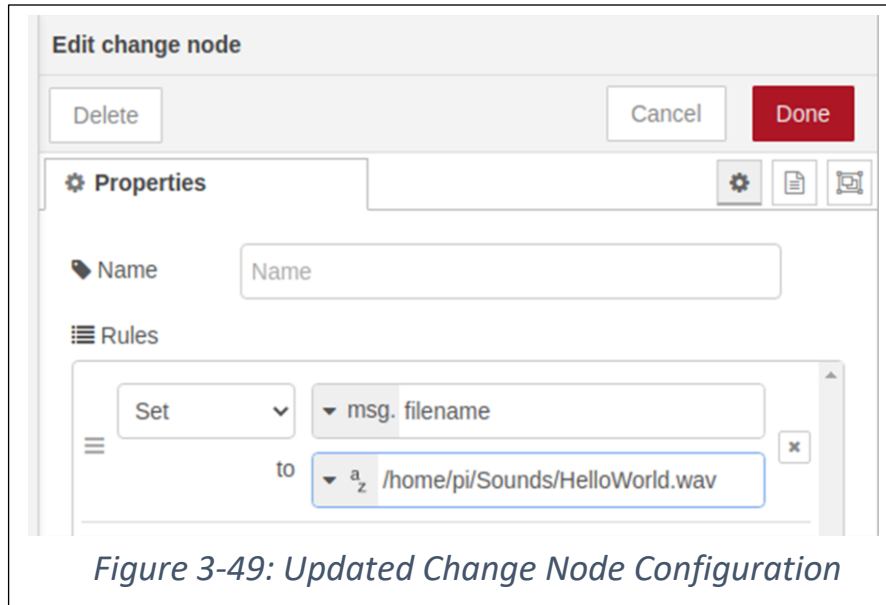 Edit change node
Delete Cancel Done
Properties
Name Name
Rules
Set msg. filename
to az /home/pi/Sounds/HelloWorld.wav
Figure 3-49: Updated Change Node Configuration